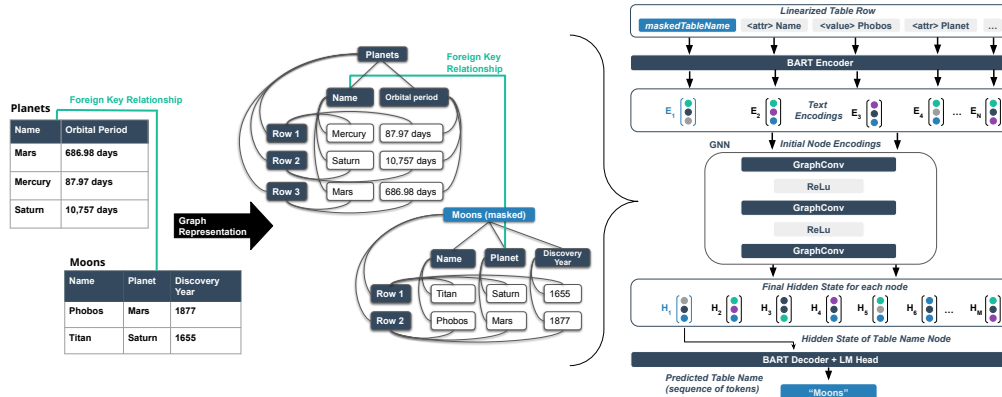 Foreign Key Relationship
Planets
Name Orbital Period
Mars 686.98 days
Mercury 87.97 days
Saturn 10,757 days
Moons
Name Planet Discovery Year
Phobos Mars 1877
Titan Saturn 1655
Graph
Representation
Planets
Foreign Key
Relationship
Name Orbital period
Row 1 Mercury 87.97 days
Row 2 Saturn 10,757 days
Row 3 Mars 686.98 days
Moons (masked)
Name Planet Discovery Year
Row 1 Titan Saturn 1655
Row 2 Phobos Mars 1877
Linearized Table Row
maskedTableName <attr> Name <value> Phobos <attr> Planet ...
BART Encoder
E1 E2 Text Encodings E3 E4 ... EN
GNN Initial Node Encodings
GraphConv
ReLu
GraphConv
ReLu
GraphConv
Final Hidden State for each node
H1 H2 H3 H4 H5 H6 ... HM
Hidden State of Table Name Node
BART Decoder + LM Head
Predicted Table Name
(sequence of tokens)
“Moons”